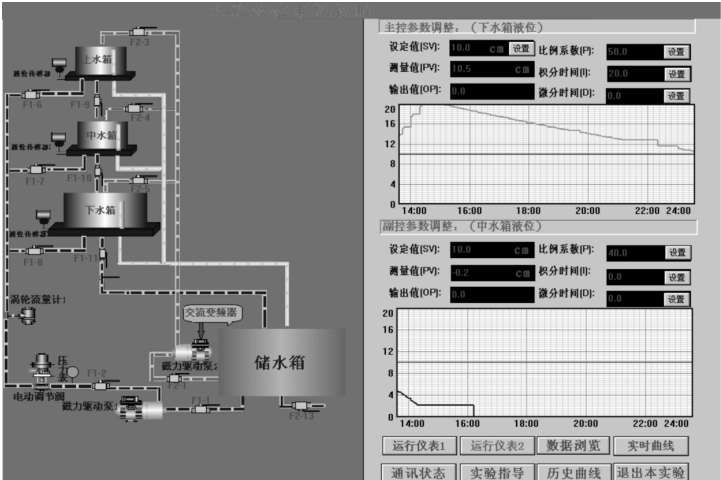 F2-3
上水箱
液位传感器
F1-6
F1-9
F2-4
中水箱
液位传感器
F1-7
F1-10
F2-5
下水箱
液位传感器
F1-8
F1-11
涡轮流量计1
交流变频器
储水箱
压力表
磁力驱动泵2
F1-2
F2-1
电动调节阀
磁力驱动泵1
F1-1
F2-13
主控参数调整：（下水箱液位）
设定值(SV): 10.0 cm 设置 比例系数(P): 50.0 设置
测量值(PV): 10.5 cm 积分时间(I): 20.0 设置
输出值(OP): 0.0 微分时间(D): 0.0 设置
20
16
12
8
4
0
14:00 16:00 18:00 20:00 22:00 24:00
副控参数调整：（中水箱液位）
设定值(SV): 10.0 cm 比例系数(P): 40.0 设置
测量值(PV): -0.2 cm 积分时间(I): 0.0 设置
输出值(OP): 0.0 微分时间(D): 0.0 设置
20
16
12
8
4
0
14:00 16:00 18:00 20:00 22:00 24:00
运行仪表1 运行仪表2 数据浏览 实时曲线
通讯状态 实验指导 历史曲线 退出本实验